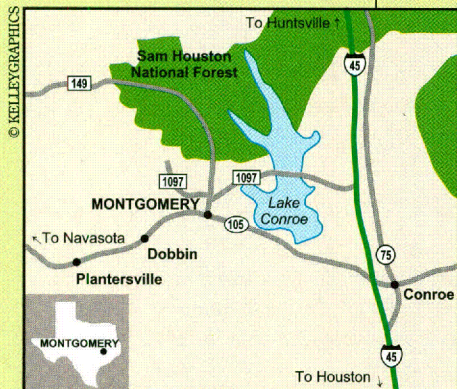 © KELLEYGRAPHICS
To Huntsville ↑
Sam Houston
National Forest
45
149
1097
1097
MONTGOMERY
Lake
Conroe
105
To Navasota
Dobbin
75
Plantersville
Conroe
MONTGOMERY
45
To Houston ↓